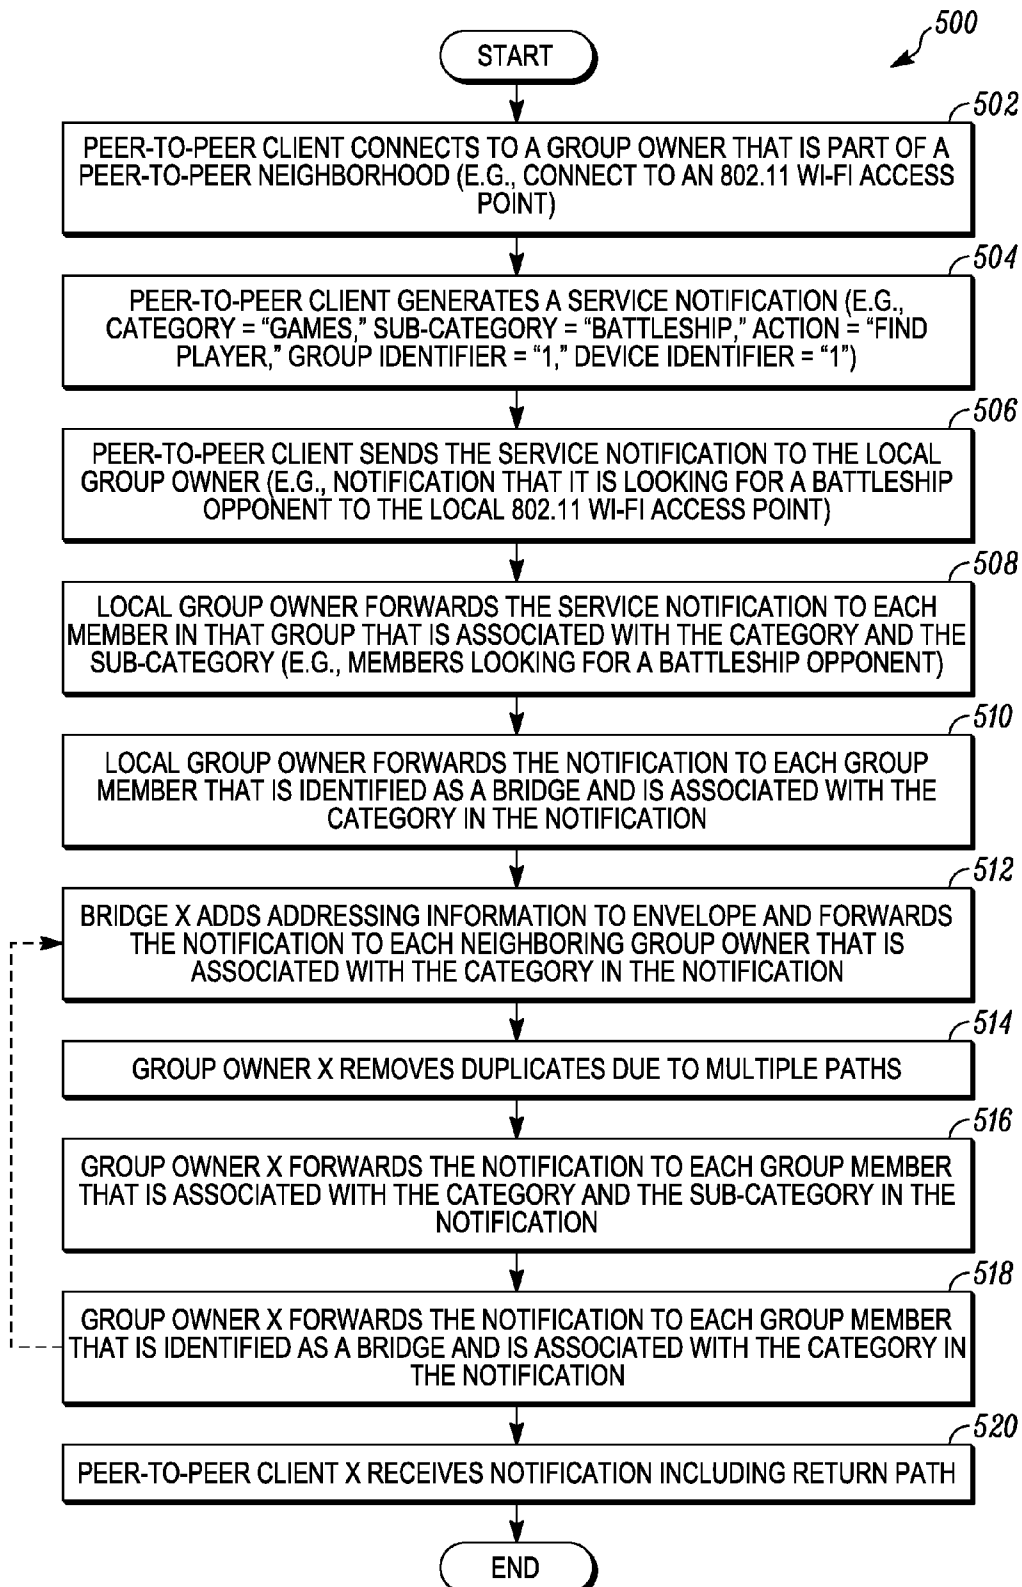 500
START
502
PEER-TO-PEER CLIENT CONNECTS TO A GROUP OWNER THAT IS PART OF A
PEER-TO-PEER NEIGHBORHOOD (E.G., CONNECT TO AN 802.11 WI-FI ACCESS
POINT)
504
PEER-TO-PEER CLIENT GENERATES A SERVICE NOTIFICATION (E.G.,
CATEGORY = “GAMES,” SUB-CATEGORY = “BATTLESHIP,” ACTION = “FIND
PLAYER,” GROUP IDENTIFIER = “1,” DEVICE IDENTIFIER = “1”)
506
PEER-TO-PEER CLIENT SENDS THE SERVICE NOTIFICATION TO THE LOCAL
GROUP OWNER (E.G., NOTIFICATION THAT IT IS LOOKING FOR A BATTLESHIP
OPPONENT TO THE LOCAL 802.11 WI-FI ACCESS POINT)
508
LOCAL GROUP OWNER FORWARDS THE SERVICE NOTIFICATION TO EACH
MEMBER IN THAT GROUP THAT IS ASSOCIATED WITH THE CATEGORY AND THE
SUB-CATEGORY (E.G., MEMBERS LOOKING FOR A BATTLESHIP OPPONENT)
510
LOCAL GROUP OWNER FORWARDS THE NOTIFICATION TO EACH GROUP
MEMBER THAT IS IDENTIFIED AS A BRIDGE AND IS ASSOCIATED WITH THE
CATEGORY IN THE NOTIFICATION
512
BRIDGE X ADDS ADDRESSING INFORMATION TO ENVELOPE AND FORWARDS
THE NOTIFICATION TO EACH NEIGHBORING GROUP OWNER THAT IS
ASSOCIATED WITH THE CATEGORY IN THE NOTIFICATION
514
GROUP OWNER X REMOVES DUPLICATES DUE TO MULTIPLE PATHS
516
GROUP OWNER X FORWARDS THE NOTIFICATION TO EACH GROUP MEMBER
THAT IS ASSOCIATED WITH THE CATEGORY AND THE SUB-CATEGORY IN THE
NOTIFICATION
518
GROUP OWNER X FORWARDS THE NOTIFICATION TO EACH GROUP MEMBER
THAT IS IDENTIFIED AS A BRIDGE AND IS ASSOCIATED WITH THE CATEGORY IN
THE NOTIFICATION
520
PEER-TO-PEER CLIENT X RECEIVES NOTIFICATION INCLUDING RETURN PATH
END